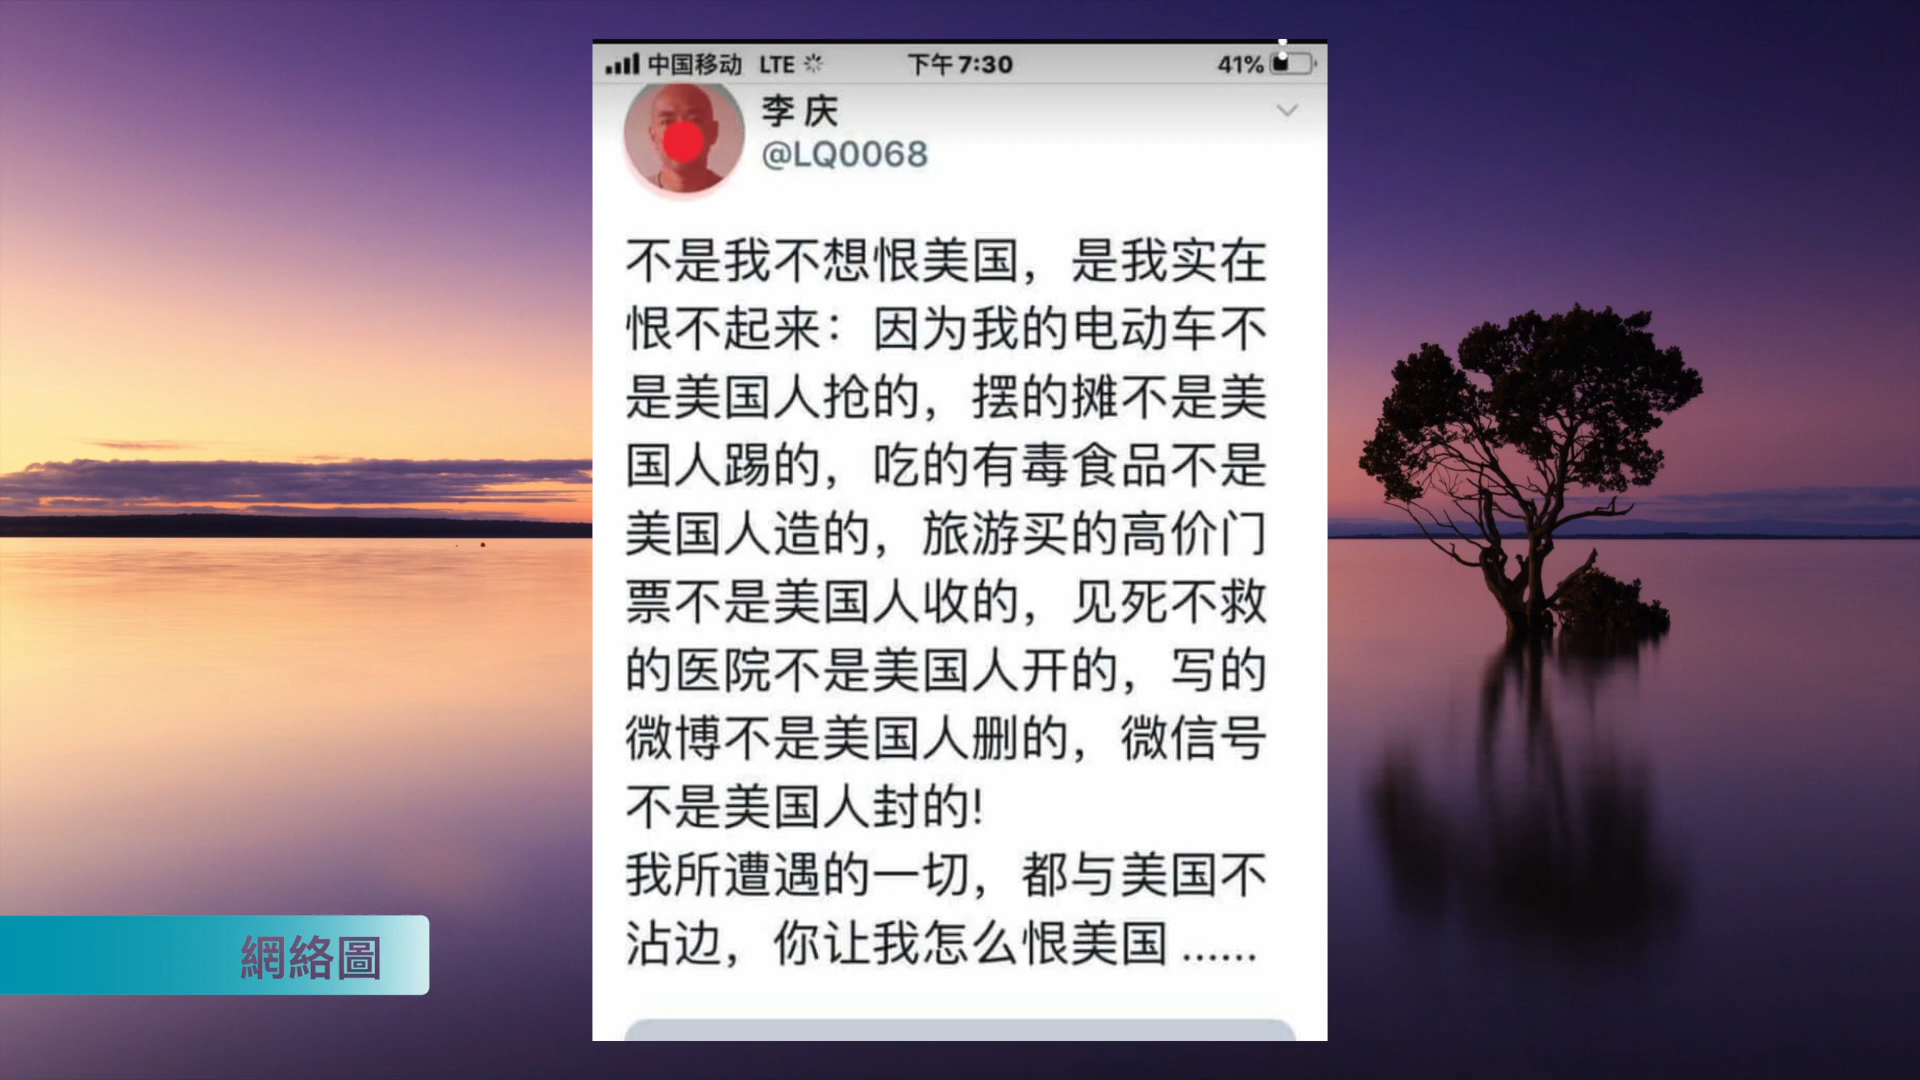 中国移动 LTE 下午 7:30 41%
李 庆
@LQ0068
不是我不想恨美国，是我实在
恨不起来：因为我的电动车不
是美国人抢的，摆的摊不是美
国人踢的，吃的有毒食品不是
美国人造的，旅游买的高价门
票不是美国人收的，见死不救
的医院不是美国人开的，写的
微博不是美国人删的，微信号
不是美国人封的!
我所遭遇的一切，都与美国不
沾边，你让我怎么恨美国 ......
網絡圖